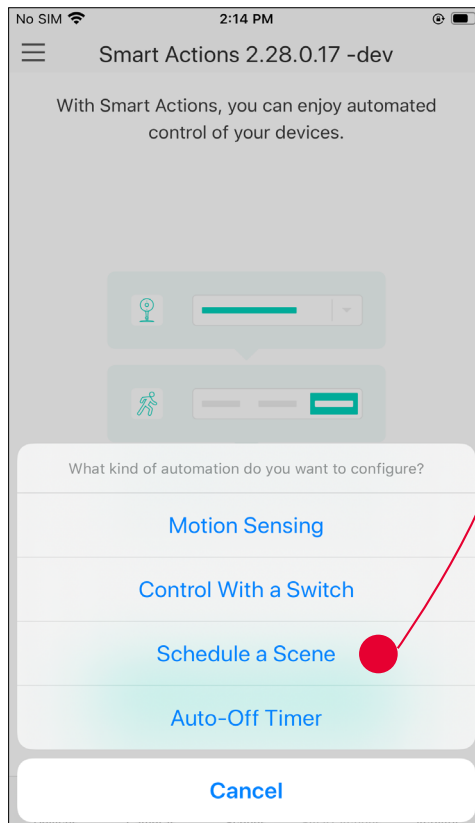 No SIM 2:14 PM
Smart Actions 2.28.0.17 -dev
With Smart Actions, you can enjoy automated
control of your devices.
What kind of automation do you want to configure?
Motion Sensing
Control With a Switch
Schedule a Scene
Auto-Off Timer
Cancel